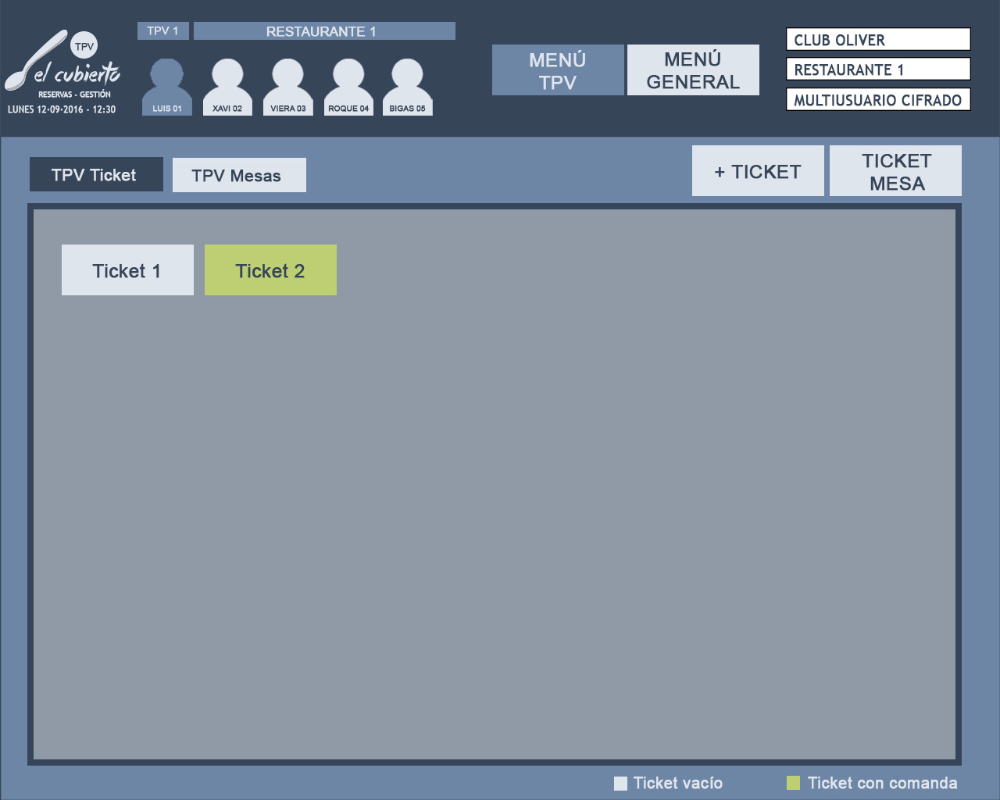 TPV
el cubierto
RESERVAS - GESTIÓN
LUNES 12·09·2016 - 12:30
TPV 1
RESTAURANTE 1
LUIS 01
XAVI 02
VIERA 03
ROQUE 04
BIGAS 05
MENÚ
TPV
MENÚ
GENERAL
CLUB OLIVER
RESTAURANTE 1
MULTIUSUARIO CIFRADO
TPV Ticket
TPV Mesas
+ TICKET
TICKET
MESA
Ticket 1
Ticket 2
Ticket vacío
Ticket con comanda